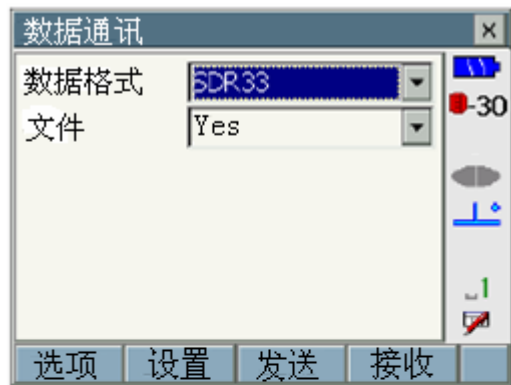 数据通讯
数据格式 SDR33
文件 Yes
-30
1
选项 设置 发送 接收